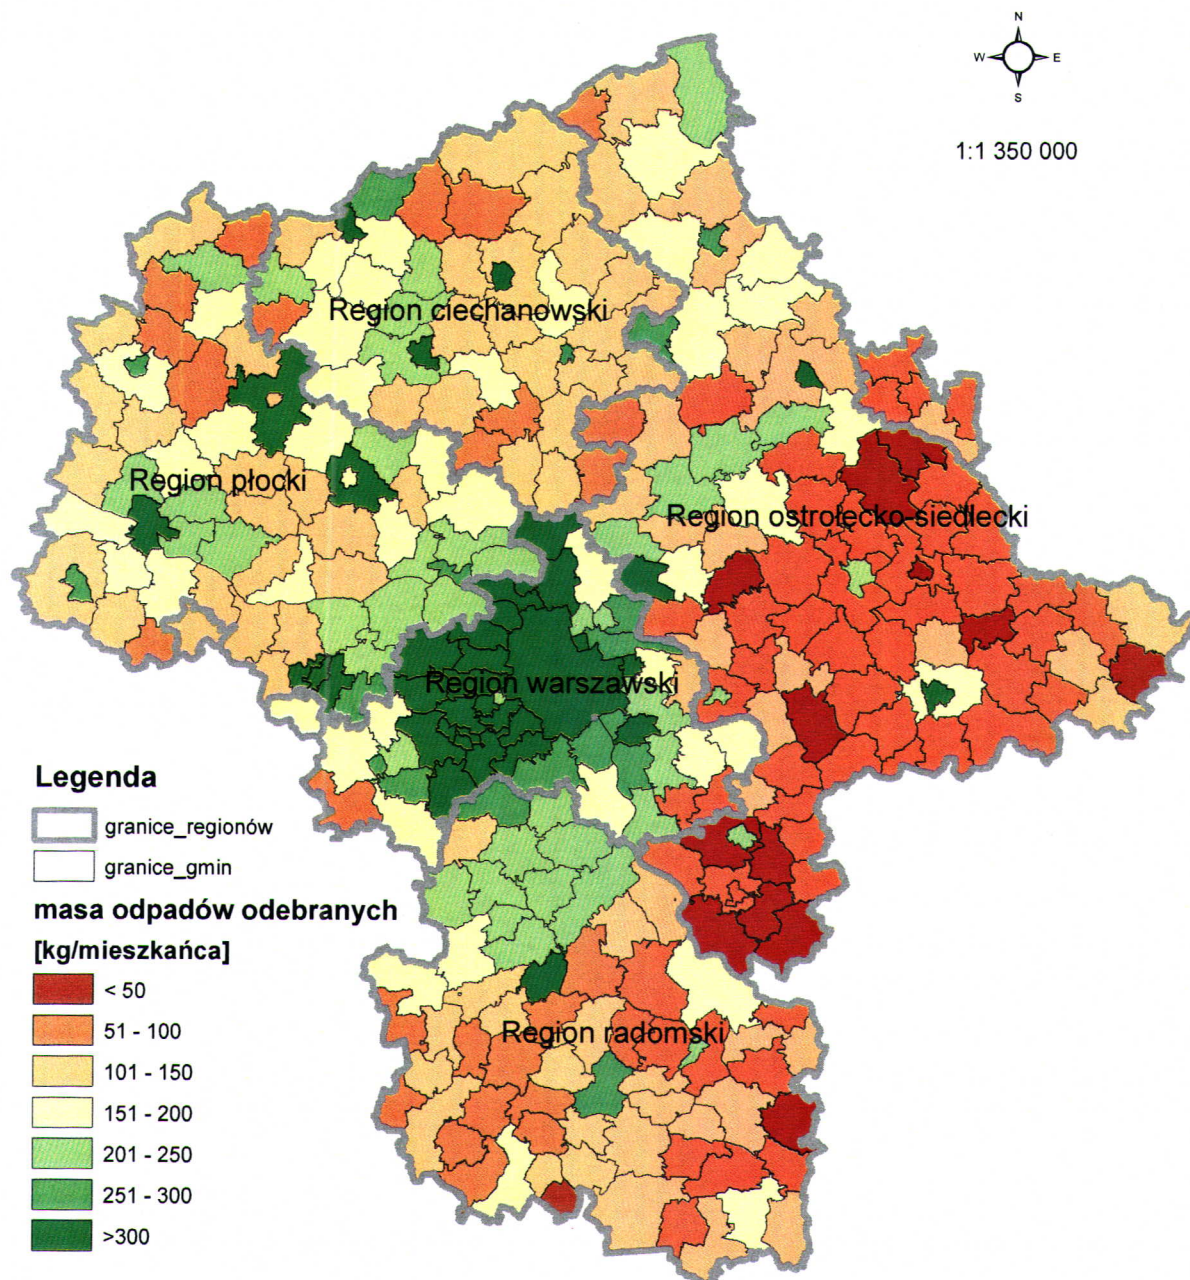 N
W E
S
1:1 350 000
Region ciechanowski
Region płocki
Region ostrołęcko-siedlecki
Region warszawski
Legenda
granice_regionów
granice_gmin
masa odpadów odebranych
[kg/mieszkańca]
< 50
51 - 100
Region radomski
101 - 150
151 - 200
201 - 250
251 - 300
>300